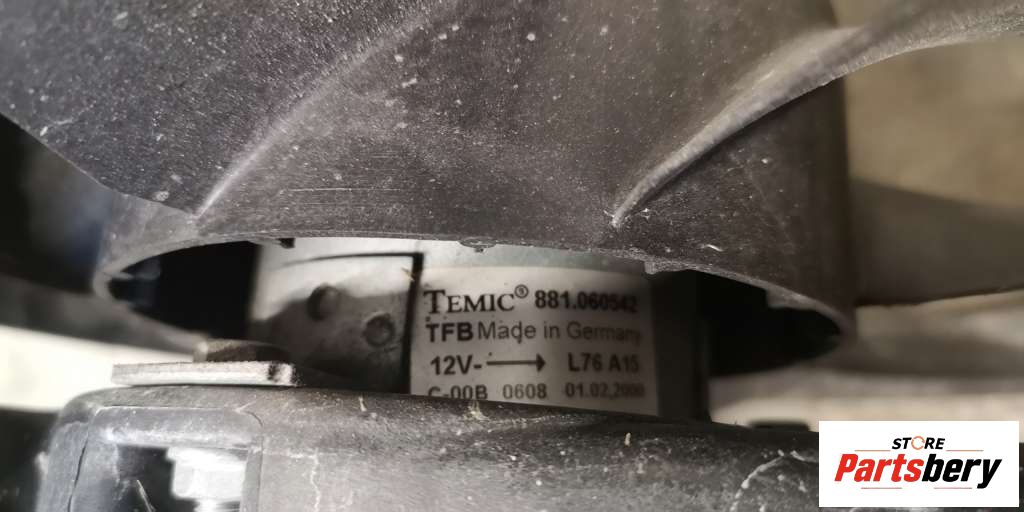 TEMIC® 881.060542
TFB Made in Germany
12V- → L76 A15
C-00B 0608 01.02.2000
STORE
Partsbery